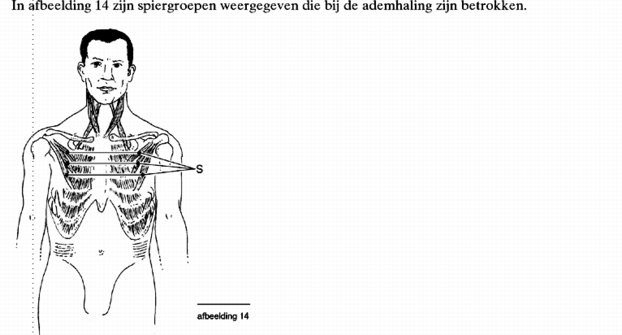 In afbeelding 14 zijn spiergroepen weergegeven die bij de ademhaling zijn betrokken.
S
afbeelding 14